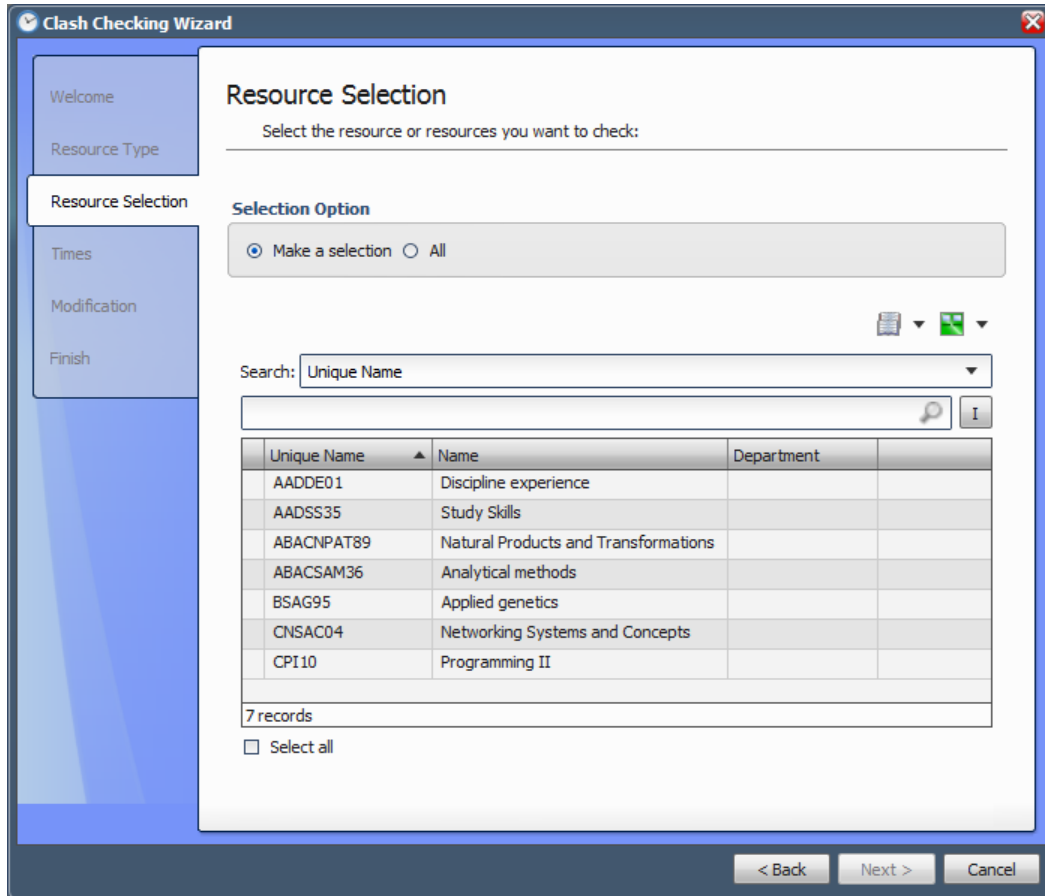 Clash Checking Wizard
Welcome
Resource Type
Resource Selection
Times
Modification
Finish
Resource Selection
Select the resource or resources you want to check:
Selection Option
Make a selection All
Search: Unique Name
I
Unique Name Name Department
AADDE01 Discipline experience
AADSS35 Study Skills
ABACNPAT89 Natural Products and Transformations
ABACSAM36 Analytical methods
BSAG95 Applied genetics
CNSAC04 Networking Systems and Concepts
CPI10 Programming II
7 records
Select all
< Back Next > Cancel